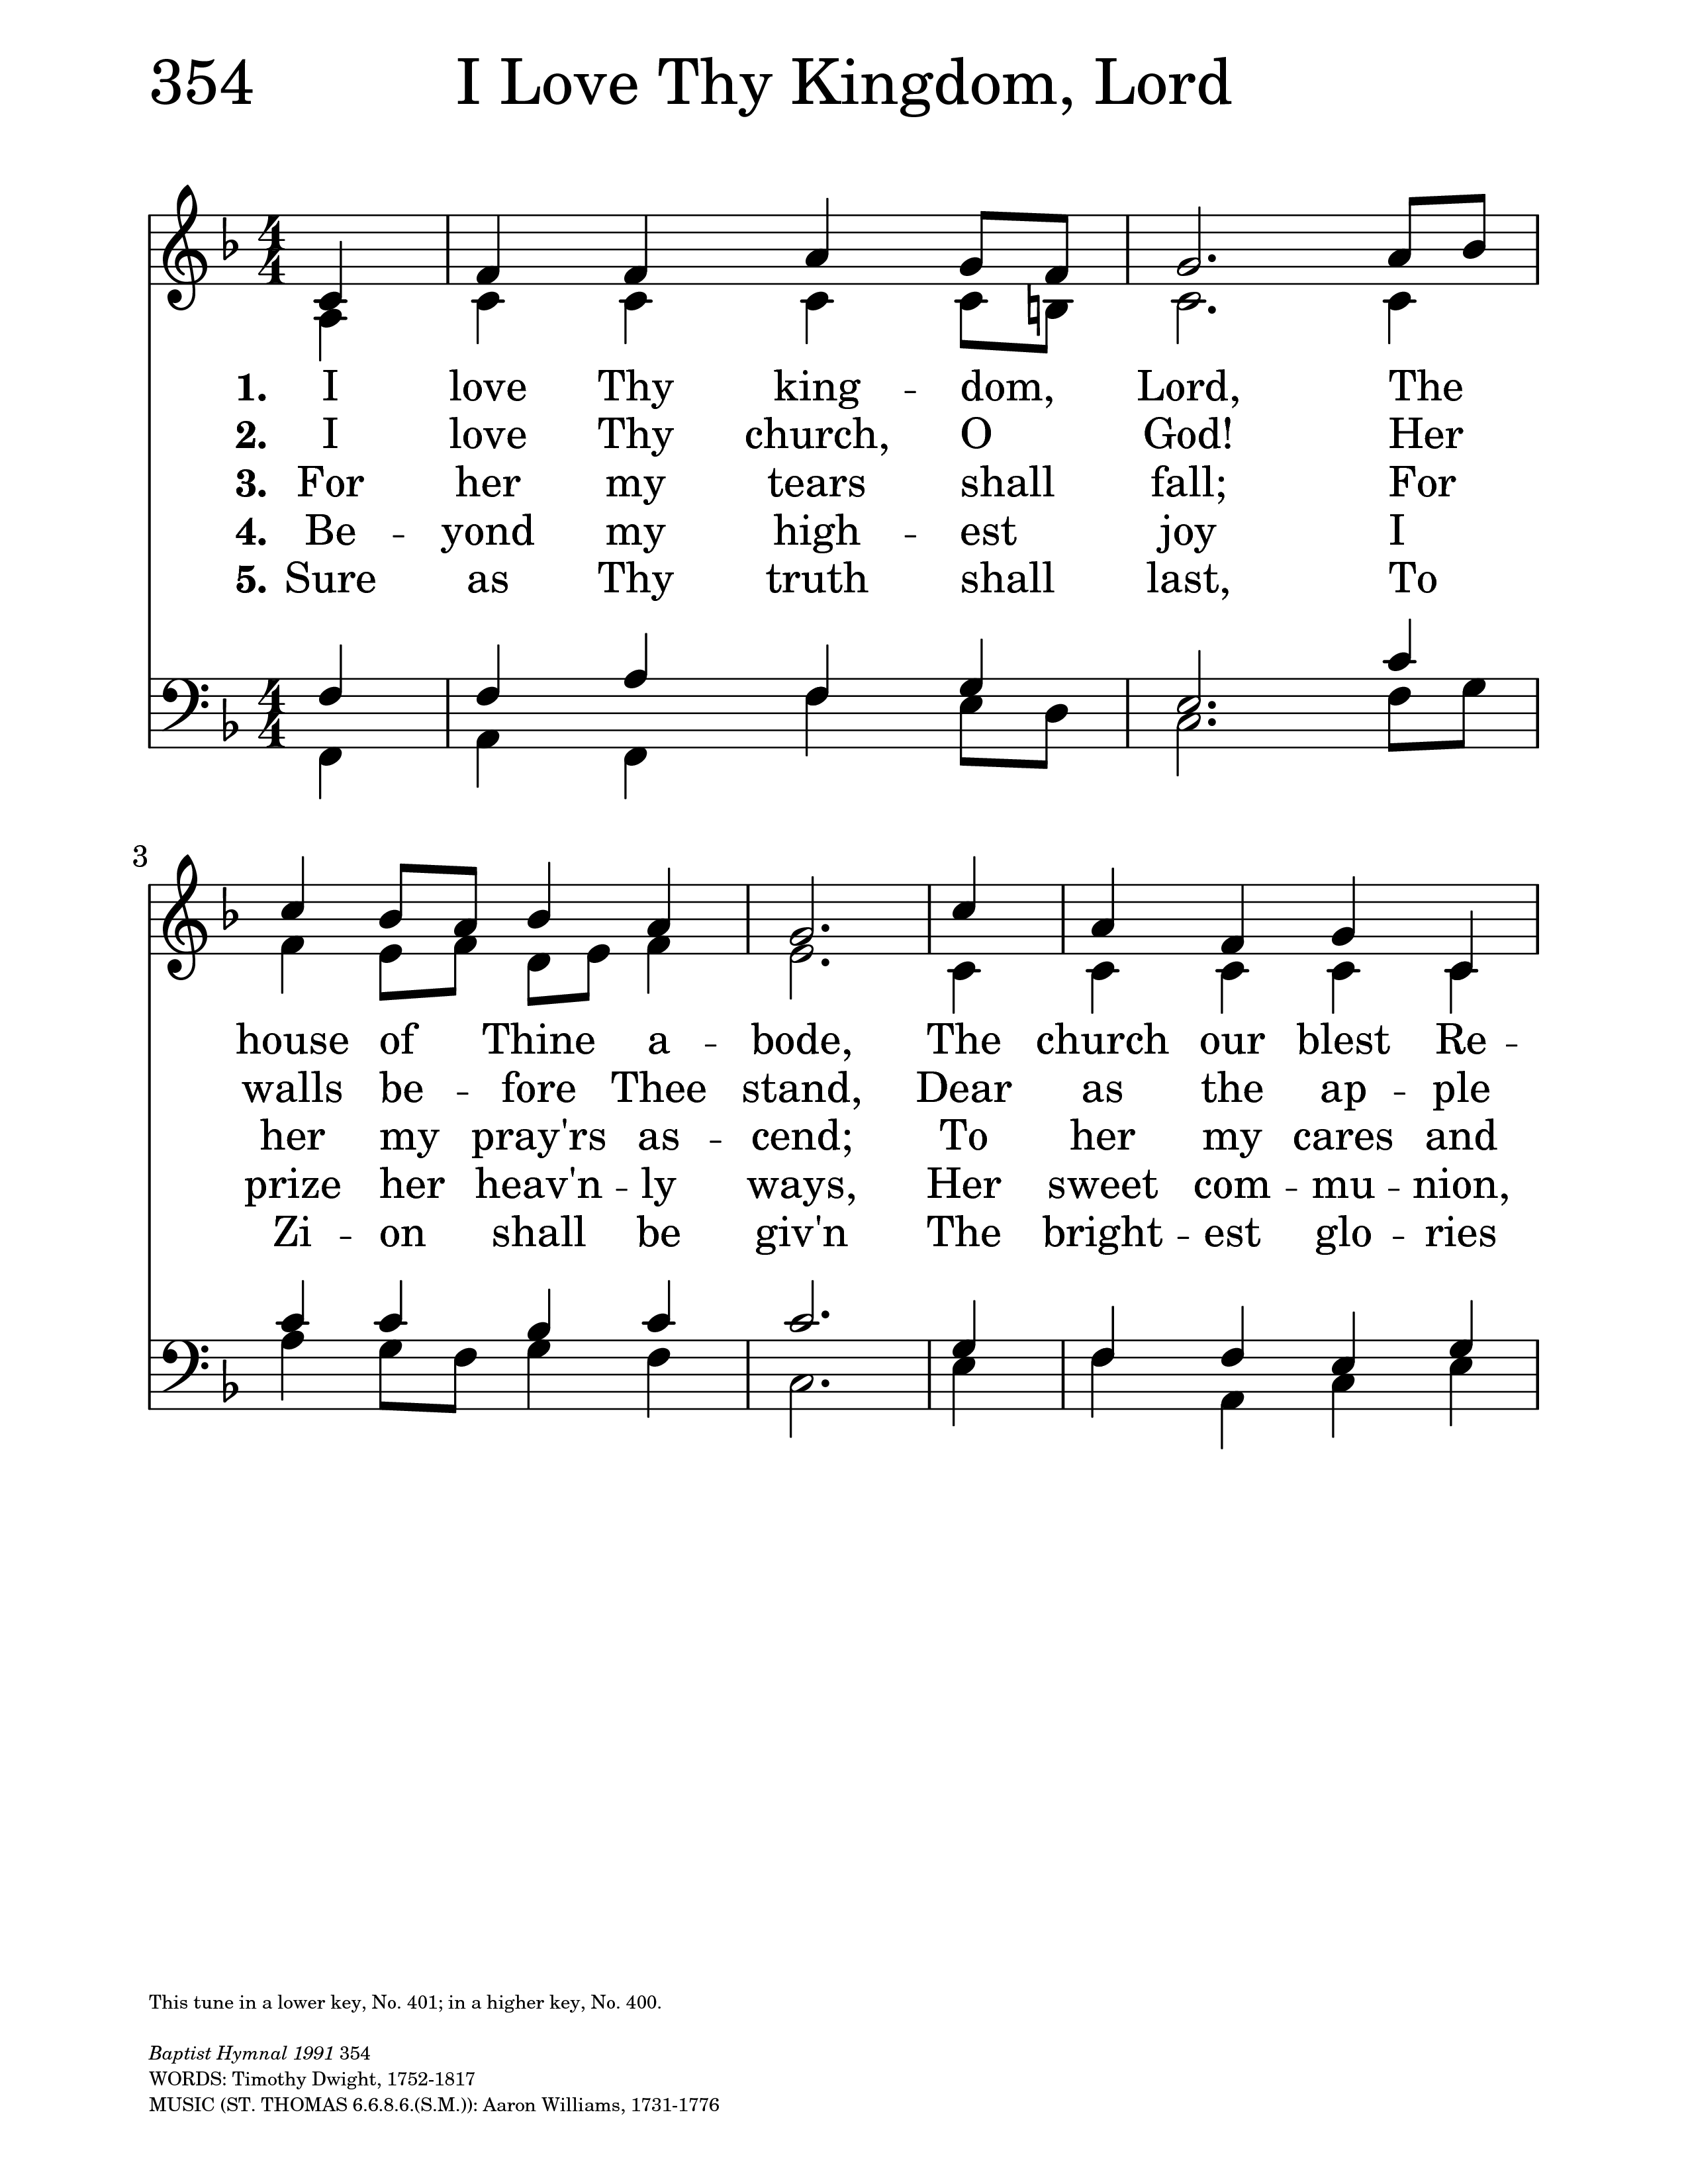 354 I Love Thy Kingdom, Lord
4 4
1. I love Thy king - dom, Lord, The
2. I love Thy church, O God! Her
3. For her my tears shall fall; For
4. Be - yond my high - est joy I
5. Sure as Thy truth shall last, To
4 4
3
house of Thine a - bode, The church our blest Re -
walls be - fore Thee stand, Dear as the ap - ple
her my pray'rs as - cend; To her my cares and
prize her heav'n - ly ways, Her sweet com - mu - nion,
Zi - on shall be giv'n The bright - est glo - ries
This tune in a lower key, No. 401; in a higher key, No. 400.
Baptist Hymnal 1991 354
WORDS: Timothy Dwight, 1752-1817
MUSIC (ST. THOMAS 6.6.8.6.(S.M.)): Aaron Williams, 1731-1776